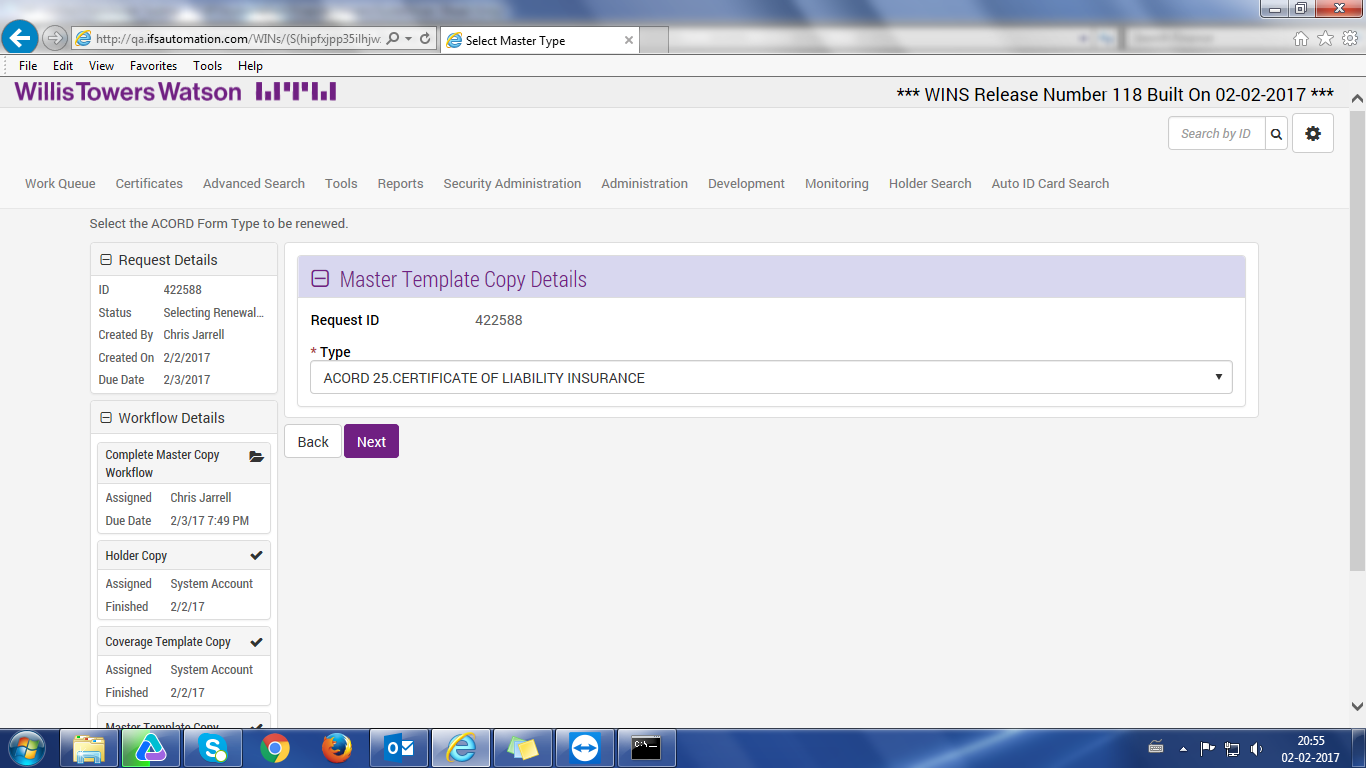 http://qa.ifsautomation.com/WINs/(S(hipfxjpp35ilhjw.
Select Master Type
File Edit View Favorites Tools Help
Willis Towers Watson
*** WINS Release Number 118 Built On 02-02-2017 ***
Search by ID
Work Queue Certificates Advanced Search Tools Reports Security Administration Administration Development Monitoring Holder Search Auto ID Card Search
Select the ACORD Form Type to be renewed.
Request Details
ID 422588
Status Selecting Renewal...
Created By Chris Jarrell
Created On 2/2/2017
Due Date 2/3/2017
Workflow Details
Complete Master Copy
Workflow
Assigned Chris Jarrell
Due Date 2/3/17 7:49 PM
Holder Copy
Assigned System Account
Finished 2/2/17
Coverage Template Copy
Assigned System Account
Finished 2/2/17
Master Template Copy
Master Template Copy Details
Request ID 422588
* Type
ACORD 25.CERTIFICATE OF LIABILITY INSURANCE
Back Next
20:55
02-02-2017